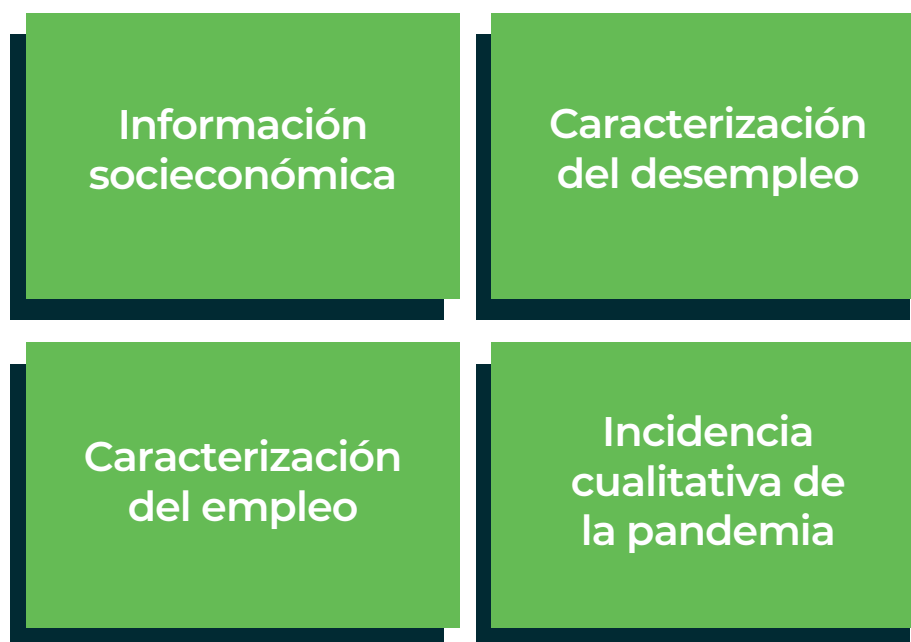 Información
socieconómica
Caracterización
del desempleo
Caracterización
del empleo
Incidencia
cualitativa de
la pandemia